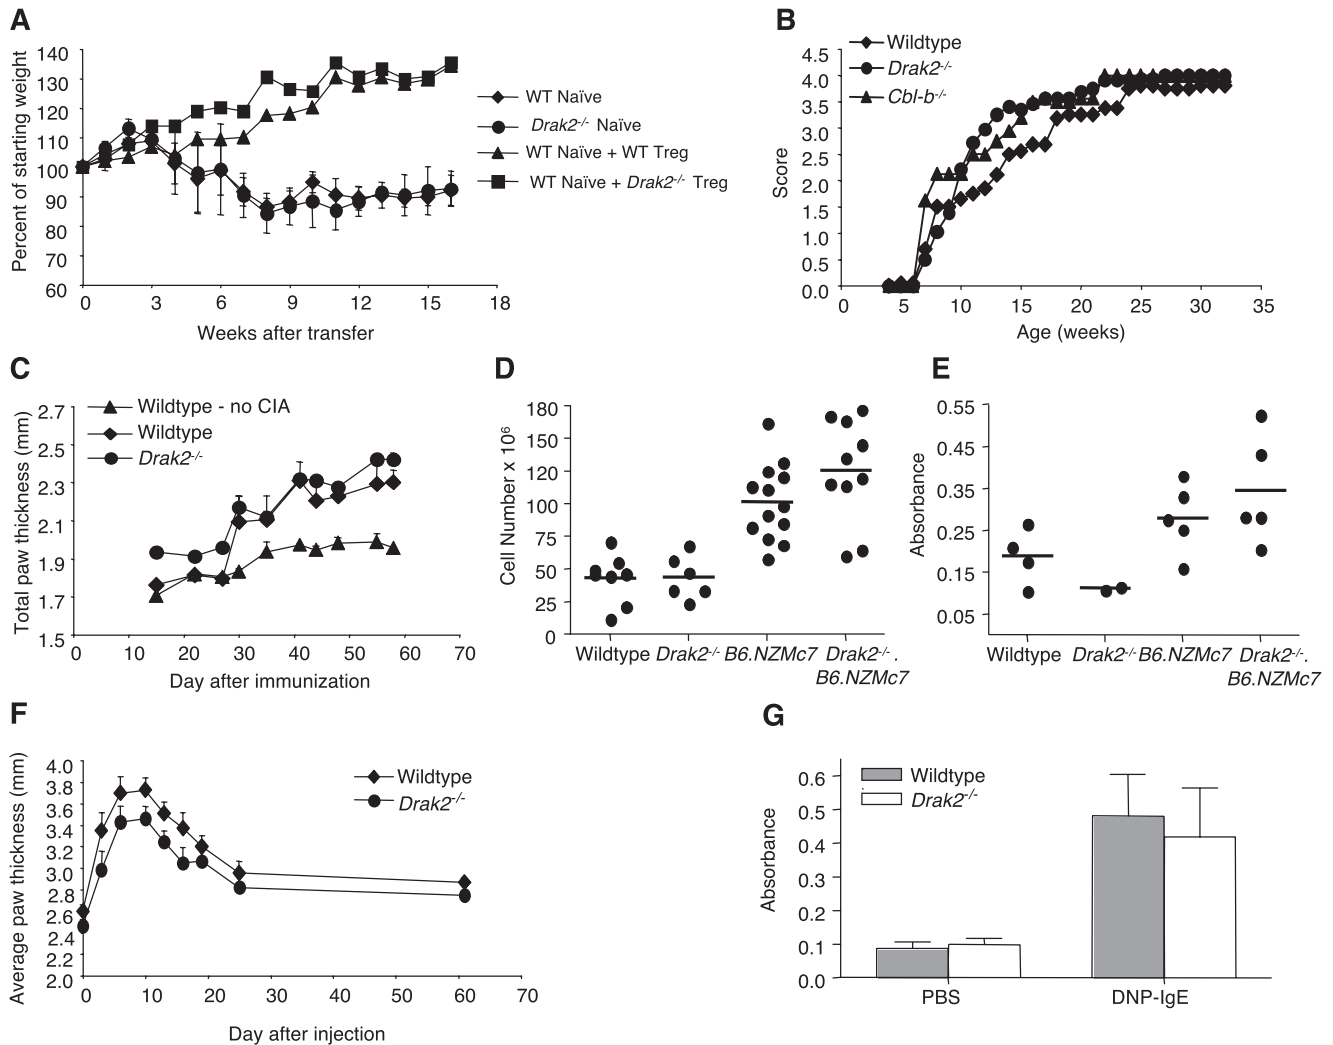 A
Percent of starting weight
140
130
120
110
100
90
80
70
60
0 3 6 9 12 15 18
Weeks after transfer
WT Naïve
Drak2-/- Naïve
WT Naïve + WT Treg
WT Naïve + Drak2-/- Treg
B
Score
4.5
4.0
3.5
3.0
2.5
2.0
1.5
1.0
0.5
0.0
0 5 10 15 20 25 30 35
Age (weeks)
Wildtype
Drak2-/-
Cbl-b-/-
C
Total paw thickness (mm)
2.7
2.5
2.3
2.1
1.9
1.7
1.5
0 10 20 30 40 50 60 70
Day after immunization
Wildtype - no CIA
Wildtype
Drak2-/-
D
Cell Number x 10⁶
180
150
120
100
75
50
25
0
Wildtype Drak2-/- B6.NZMc7 Drak2-/-.
B6.NZMc7
E
Absorbance
0.55
0.45
0.35
0.25
0.15
0.05
Wildtype Drak2-/- B6.NZMc7 Drak2-/-.
B6.NZMc7
F
Average paw thickness (mm)
4.0
3.8
3.6
3.4
3.2
3.0
2.8
2.6
2.4
2.2
2.0
0 10 20 30 40 50 60 70
Day after injection
Wildtype
Drak2-/-
G
Absorbance
0.6
0.5
0.4
0.3
0.2
0.1
0.0
PBS DNP-IgE
Wildtype
Drak2-/-